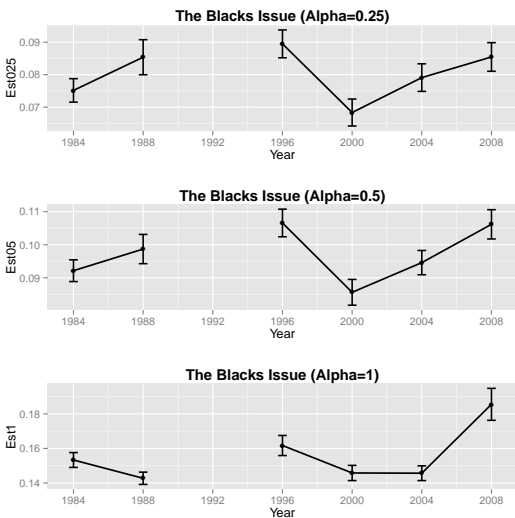 The Blacks Issue (Alpha=0.25)
Est025
0.09
0.08
0.07
1984 1988 1992 1996 2000 2004 2008
Year
The Blacks Issue (Alpha=0.5)
Est05
0.11
0.10
0.09
1984 1988 1992 1996 2000 2004 2008
Year
The Blacks Issue (Alpha=1)
Est1
0.18
0.16
0.14
1984 1988 1992 1996 2000 2004 2008
Year